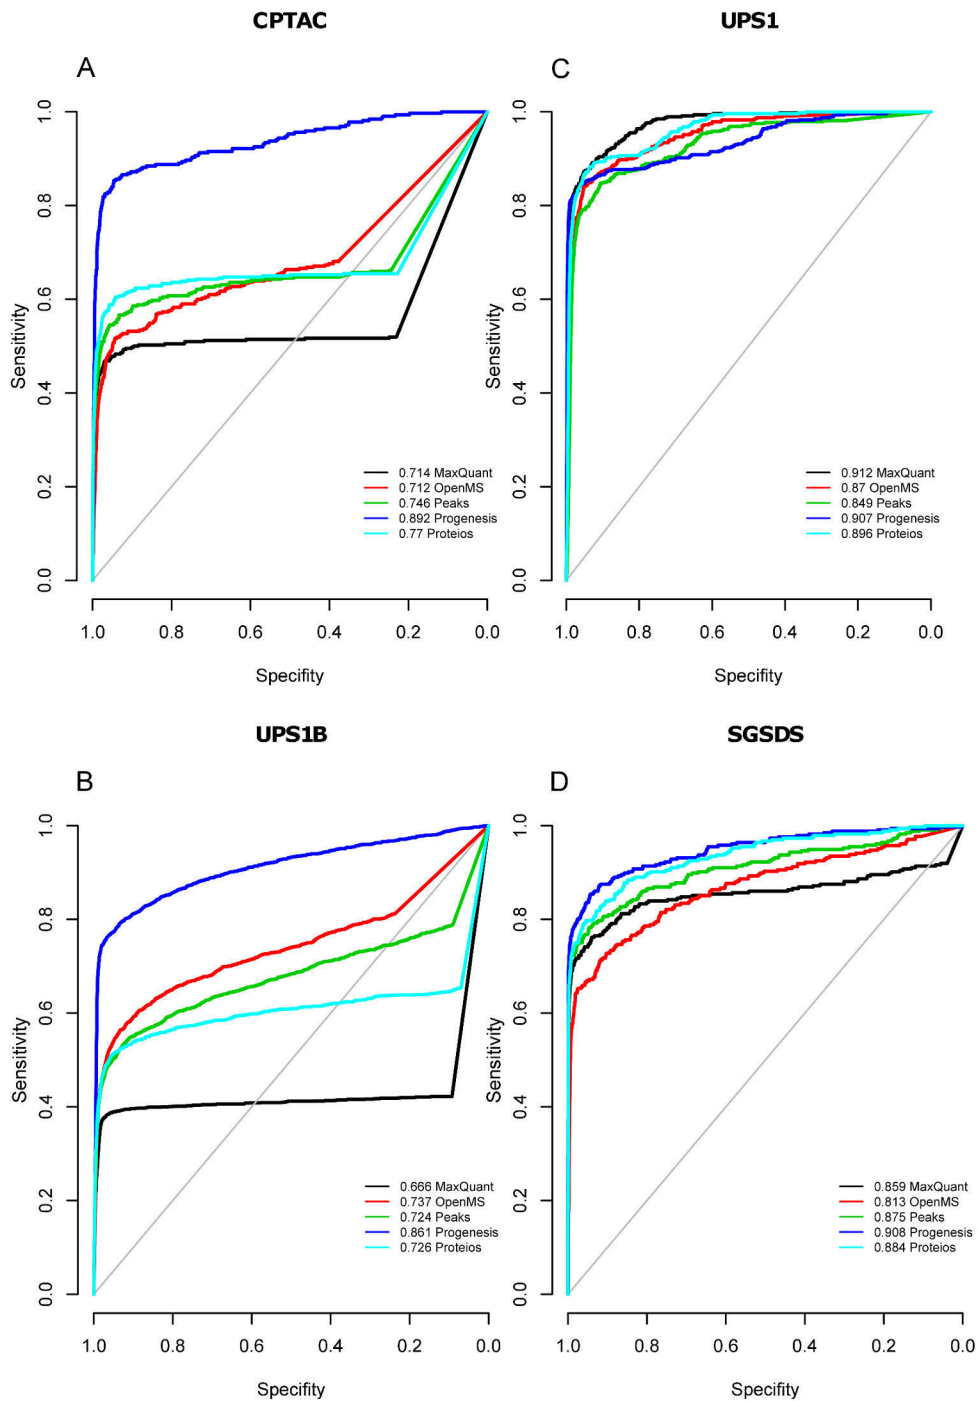 CPTAC
A
Sensitivity
1.0
0.8
0.6
0.4
0.2
0.0
0.714 MaxQuant
0.712 OpenMS
0.746 Peaks
0.892 Progenesis
0.77 Proteios
1.0 0.8 0.6 0.4 0.2 0.0
Specifity
UPS1
C
Sensitivity
1.0
0.8
0.6
0.4
0.2
0.0
0.912 MaxQuant
0.87 OpenMS
0.849 Peaks
0.907 Progenesis
0.896 Proteios
1.0 0.8 0.6 0.4 0.2 0.0
Specifity
UPS1B
B
Sensitivity
1.0
0.8
0.6
0.4
0.2
0.0
0.666 MaxQuant
0.737 OpenMS
0.724 Peaks
0.861 Progenesis
0.726 Proteios
1.0 0.8 0.6 0.4 0.2 0.0
Specifity
SGSDS
D
Sensitivity
1.0
0.8
0.6
0.4
0.2
0.0
0.859 MaxQuant
0.813 OpenMS
0.875 Peaks
0.908 Progenesis
0.884 Proteios
1.0 0.8 0.6 0.4 0.2 0.0
Specifity